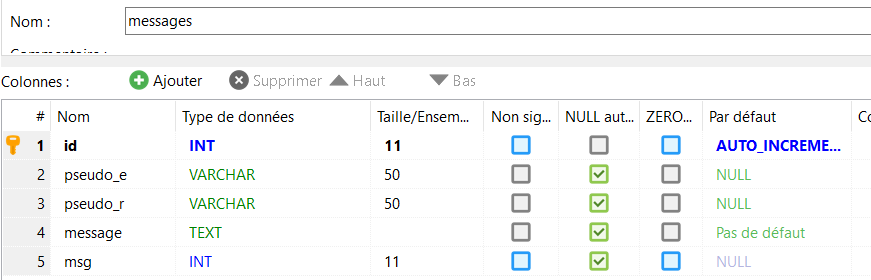 Nom : messages
Commentaire :
Colonnes : Ajouter Supprimer Haut Bas
# Nom Type de données Taille/Ensem... Non sig... NULL aut... ZERO... Par défaut Co
1 id INT 11 AUTO_INCREME...
2 pseudo_e VARCHAR 50 NULL
3 pseudo_r VARCHAR 50 NULL
4 message TEXT Pas de défaut
5 msg INT 11 NULL